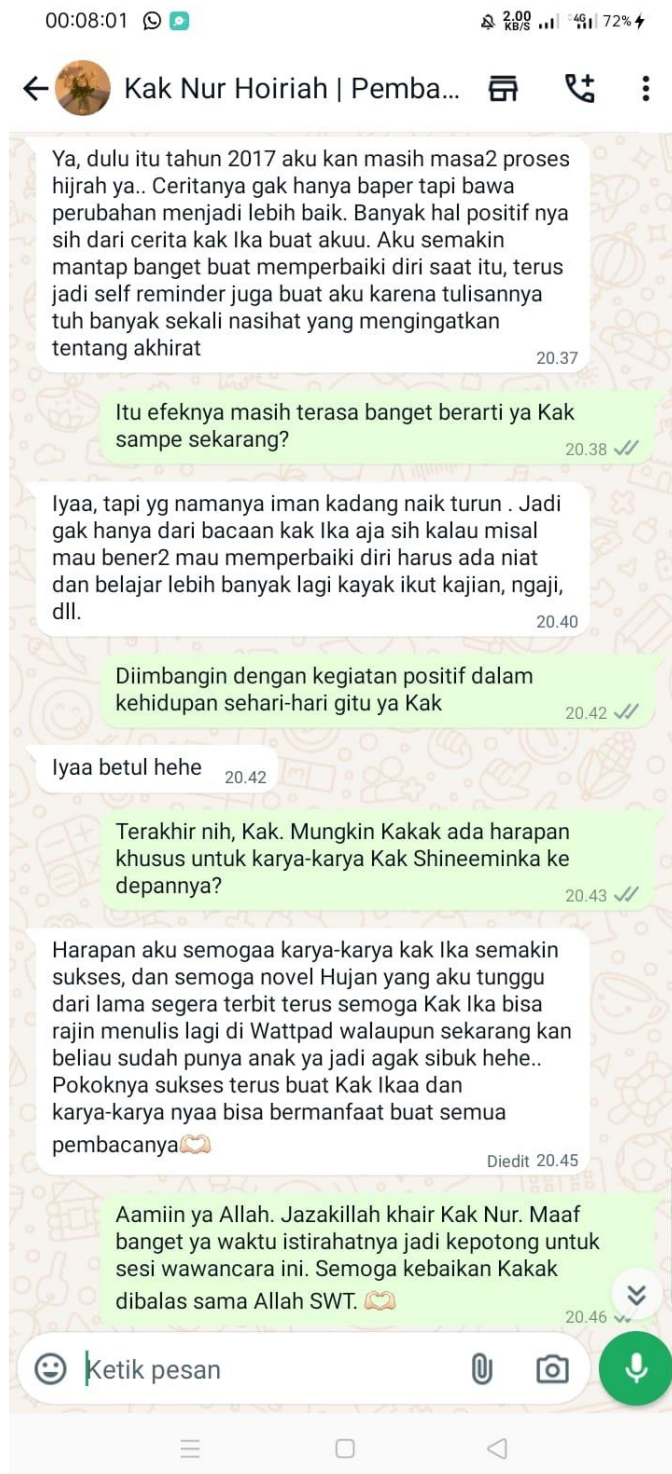 00:08:01 2.00 KB/S 4G 72%
Kak Nur Hoiriah | Pemba...
Ya, dulu itu tahun 2017 aku kan masih masa2 proses
hijrah ya.. Ceritanya gak hanya baper tapi bawa
perubahan menjadi lebih baik. Banyak hal positif nya
sih dari cerita kak Ika buat akuu. Aku semakin
mantap banget buat memperbaiki diri saat itu, terus
jadi self reminder juga buat aku karena tulisannya
tuh banyak sekali nasihat yang mengingatkan
tentang akhirat
20.37
Itu efeknya masih terasa banget berarti ya Kak
sampe sekarang?
20.38
Iyaa, tapi yg namanya iman kadang naik turun . Jadi
gak hanya dari bacaan kak Ika aja sih kalau misal
mau bener2 mau memperbaiki diri harus ada niat
dan belajar lebih banyak lagi kayak ikut kajian, ngaji,
dll.
20.40
Diimbangin dengan kegiatan positif dalam
kehidupan sehari-hari gitu ya Kak
20.42
Iyaa betul hehe 20.42
Terakhir nih, Kak. Mungkin Kakak ada harapan
khusus untuk karya-karya Kak Shineeminka ke
depannya?
20.43
Harapan aku semogaa karya-karya kak Ika semakin
sukses, dan semoga novel Hujan yang aku tunggu
dari lama segera terbit terus semoga Kak Ika bisa
rajin menulis lagi di Wattpad walaupun sekarang kan
beliau sudah punya anak ya jadi agak sibuk hehe..
Pokoknya sukses terus buat Kak Ikaa dan
karya-karya nyaa bisa bermanfaat buat semua
pembacanya🫶🏻
Diedit 20.45
Aamiin ya Allah. Jazakillah khair Kak Nur. Maaf
banget ya waktu istirahatnya jadi kepotong untuk
sesi wawancara ini. Semoga kebaikan Kakak
dibalas sama Allah SWT. 🫶🏻
20.46
Ketik pesan